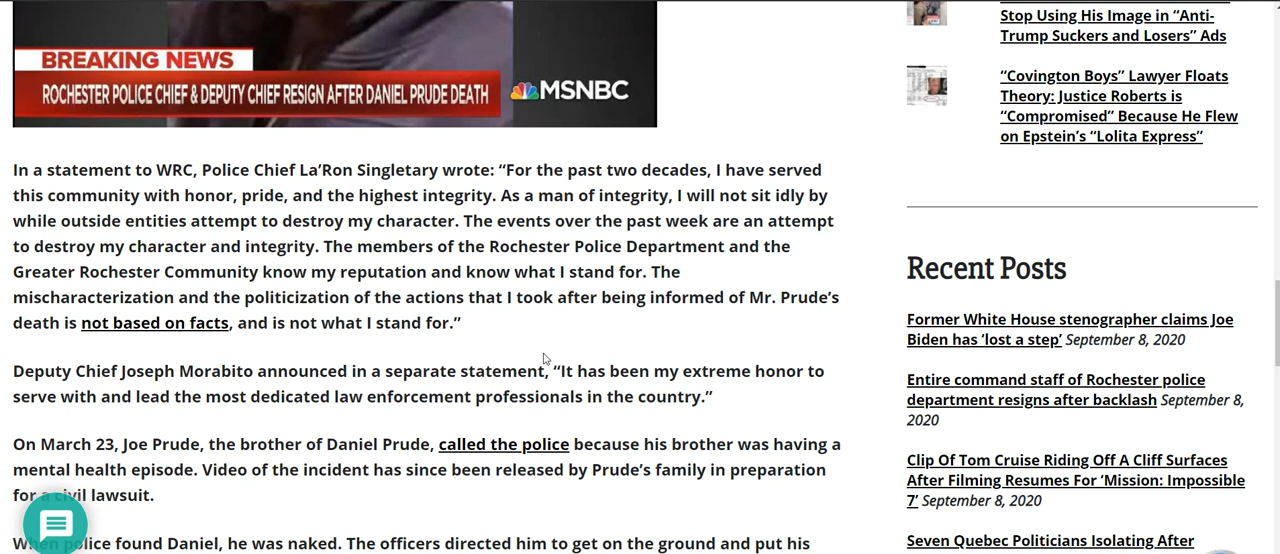 BREAKING NEWS
ROCHESTER POLICE CHIEF & DEPUTY CHIEF RESIGN AFTER DANIEL PRUDE DEATH
MSNBC
In a statement to WRC, Police Chief La’Ron Singletary wrote: “For the past two decades, I have served
this community with honor, pride, and the highest integrity. As a man of integrity, I will not sit idly by
while outside entities attempt to destroy my character. The events over the past week are an attempt
to destroy my character and integrity. The members of the Rochester Police Department and the
Greater Rochester Community know my reputation and know what I stand for. The
mischaracterization and the politicization of the actions that I took after being informed of Mr. Prude’s
death is not based on facts, and is not what I stand for.”
Deputy Chief Joseph Morabito announced in a separate statement, “It has been my extreme honor to
serve with and lead the most dedicated law enforcement professionals in the country.”
On March 23, Joe Prude, the brother of Daniel Prude, called the police because his brother was having a
mental health episode. Video of the incident has since been released by Prude’s family in preparation
for a civil lawsuit.
When police found Daniel, he was naked. The officers directed him to get on the ground and put his
Stop Using His Image in “Anti-
Trump Suckers and Losers” Ads
“Covington Boys” Lawyer Floats
Theory: Justice Roberts is
“Compromised” Because He Flew
on Epstein’s “Lolita Express”
Recent Posts
Former White House stenographer claims Joe
Biden has ‘lost a step’ September 8, 2020
Entire command staff of Rochester police
department resigns after backlash September 8,
2020
Clip Of Tom Cruise Riding Off A Cliff Surfaces
After Filming Resumes For ‘Mission: Impossible
7’ September 8, 2020
Seven Quebec Politicians Isolating After